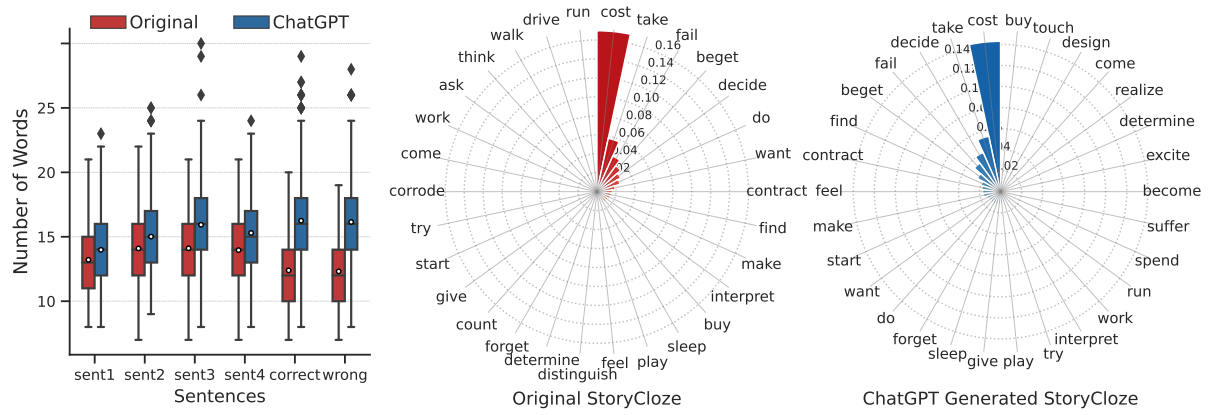 Original
ChatGPT
Number of Words
25
20
15
10
sent1 sent2 sent3 sent4 correct wrong
Sentences
run
cost
take
fail
beget
decide
do
want
contract
find
make
interpret
buy
sleep
play
feel
distinguish
determine
forget
count
give
start
try
corrode
come
work
ask
think
walk
drive
0.16
0.14
0.12
0.10
0.08
0.06
0.04
Original StoryCloze
cost
buy
touch
design
come
realize
determine
excite
become
suffer
spend
run
work
interpret
try
play
give
sleep
forget
do
want
start
make
feel
contract
find
beget
fail
decide
take
0.14
ChatGPT Generated StoryCloze